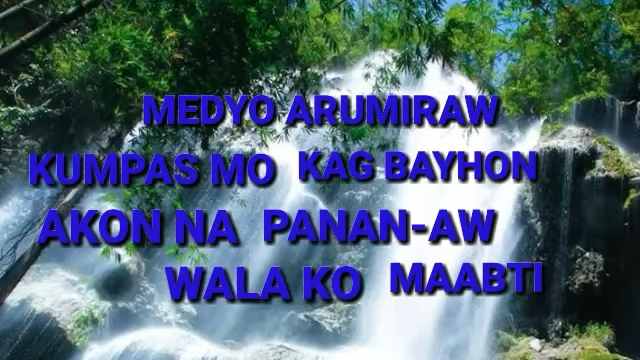 MEDYO ARUMIRAW
KUMPAS MO KAG BAYHON
AKON NA PANAN-AW
WALA KO MAABTI